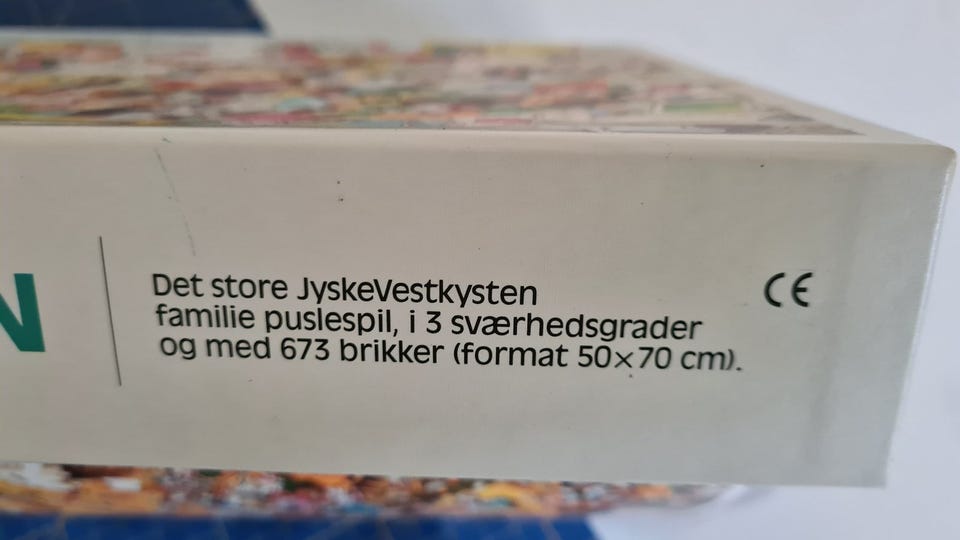 N
Det store JyskeVestkysten
familie puslespil, i 3 sværhedsgrader
og med 673 brikker (format 50×70 cm).
CE